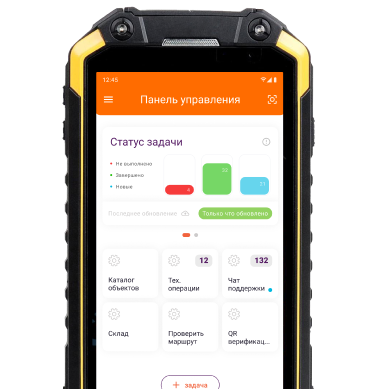 12:45
Панель управления
Статус задачи
Не выполнено
Завершено
Новые
4
21
Последнее обновление
Только что обновлено
12
132
Каталог объектов
Тех. операции
Чат поддержки
Склад
Проверить маршрут
QR верификац...
+ задача